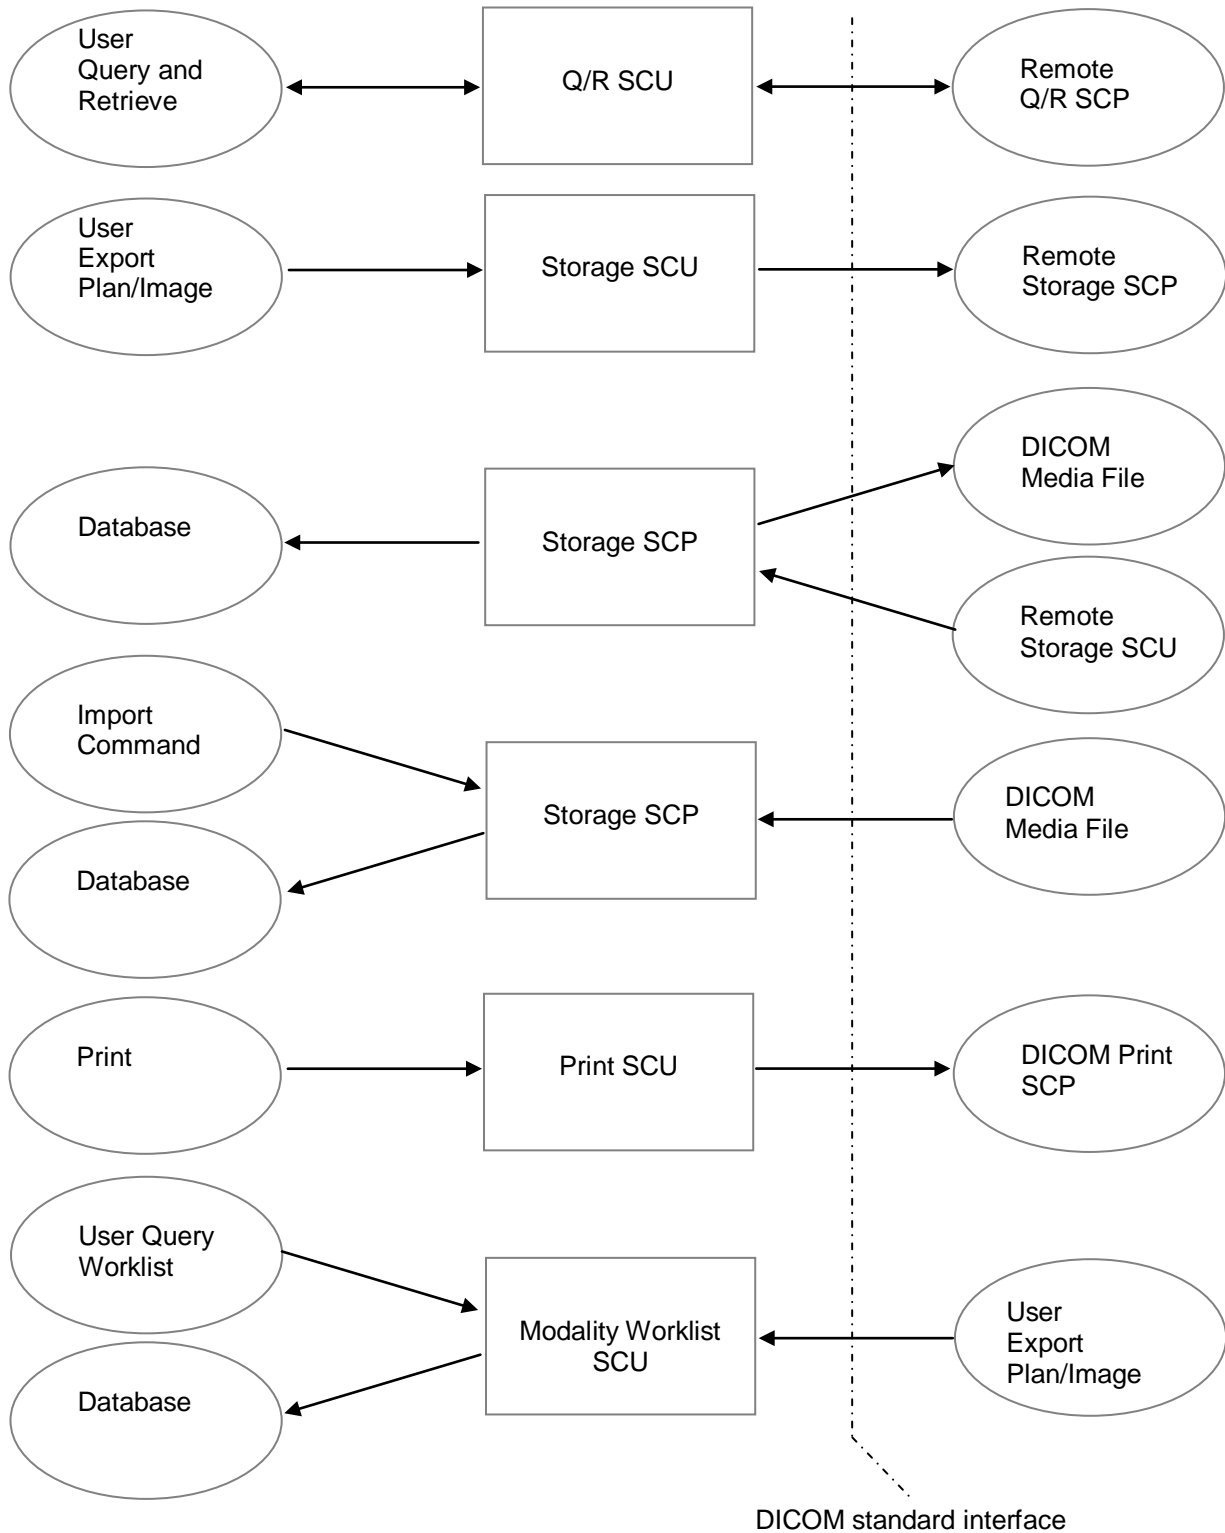 User
Query and
Retrieve
Q/R SCU
Remote
Q/R SCP
User
Export
Plan/Image
Storage SCU
Remote
Storage SCP
Database
Storage SCP
DICOM
Media File
Remote
Storage SCU
Import
Command
Database
Storage SCP
DICOM
Media File
Print
Print SCU
DICOM Print
SCP
User Query
Worklist
Database
Modality Worklist
SCU
User
Export
Plan/Image
DICOM standard interface